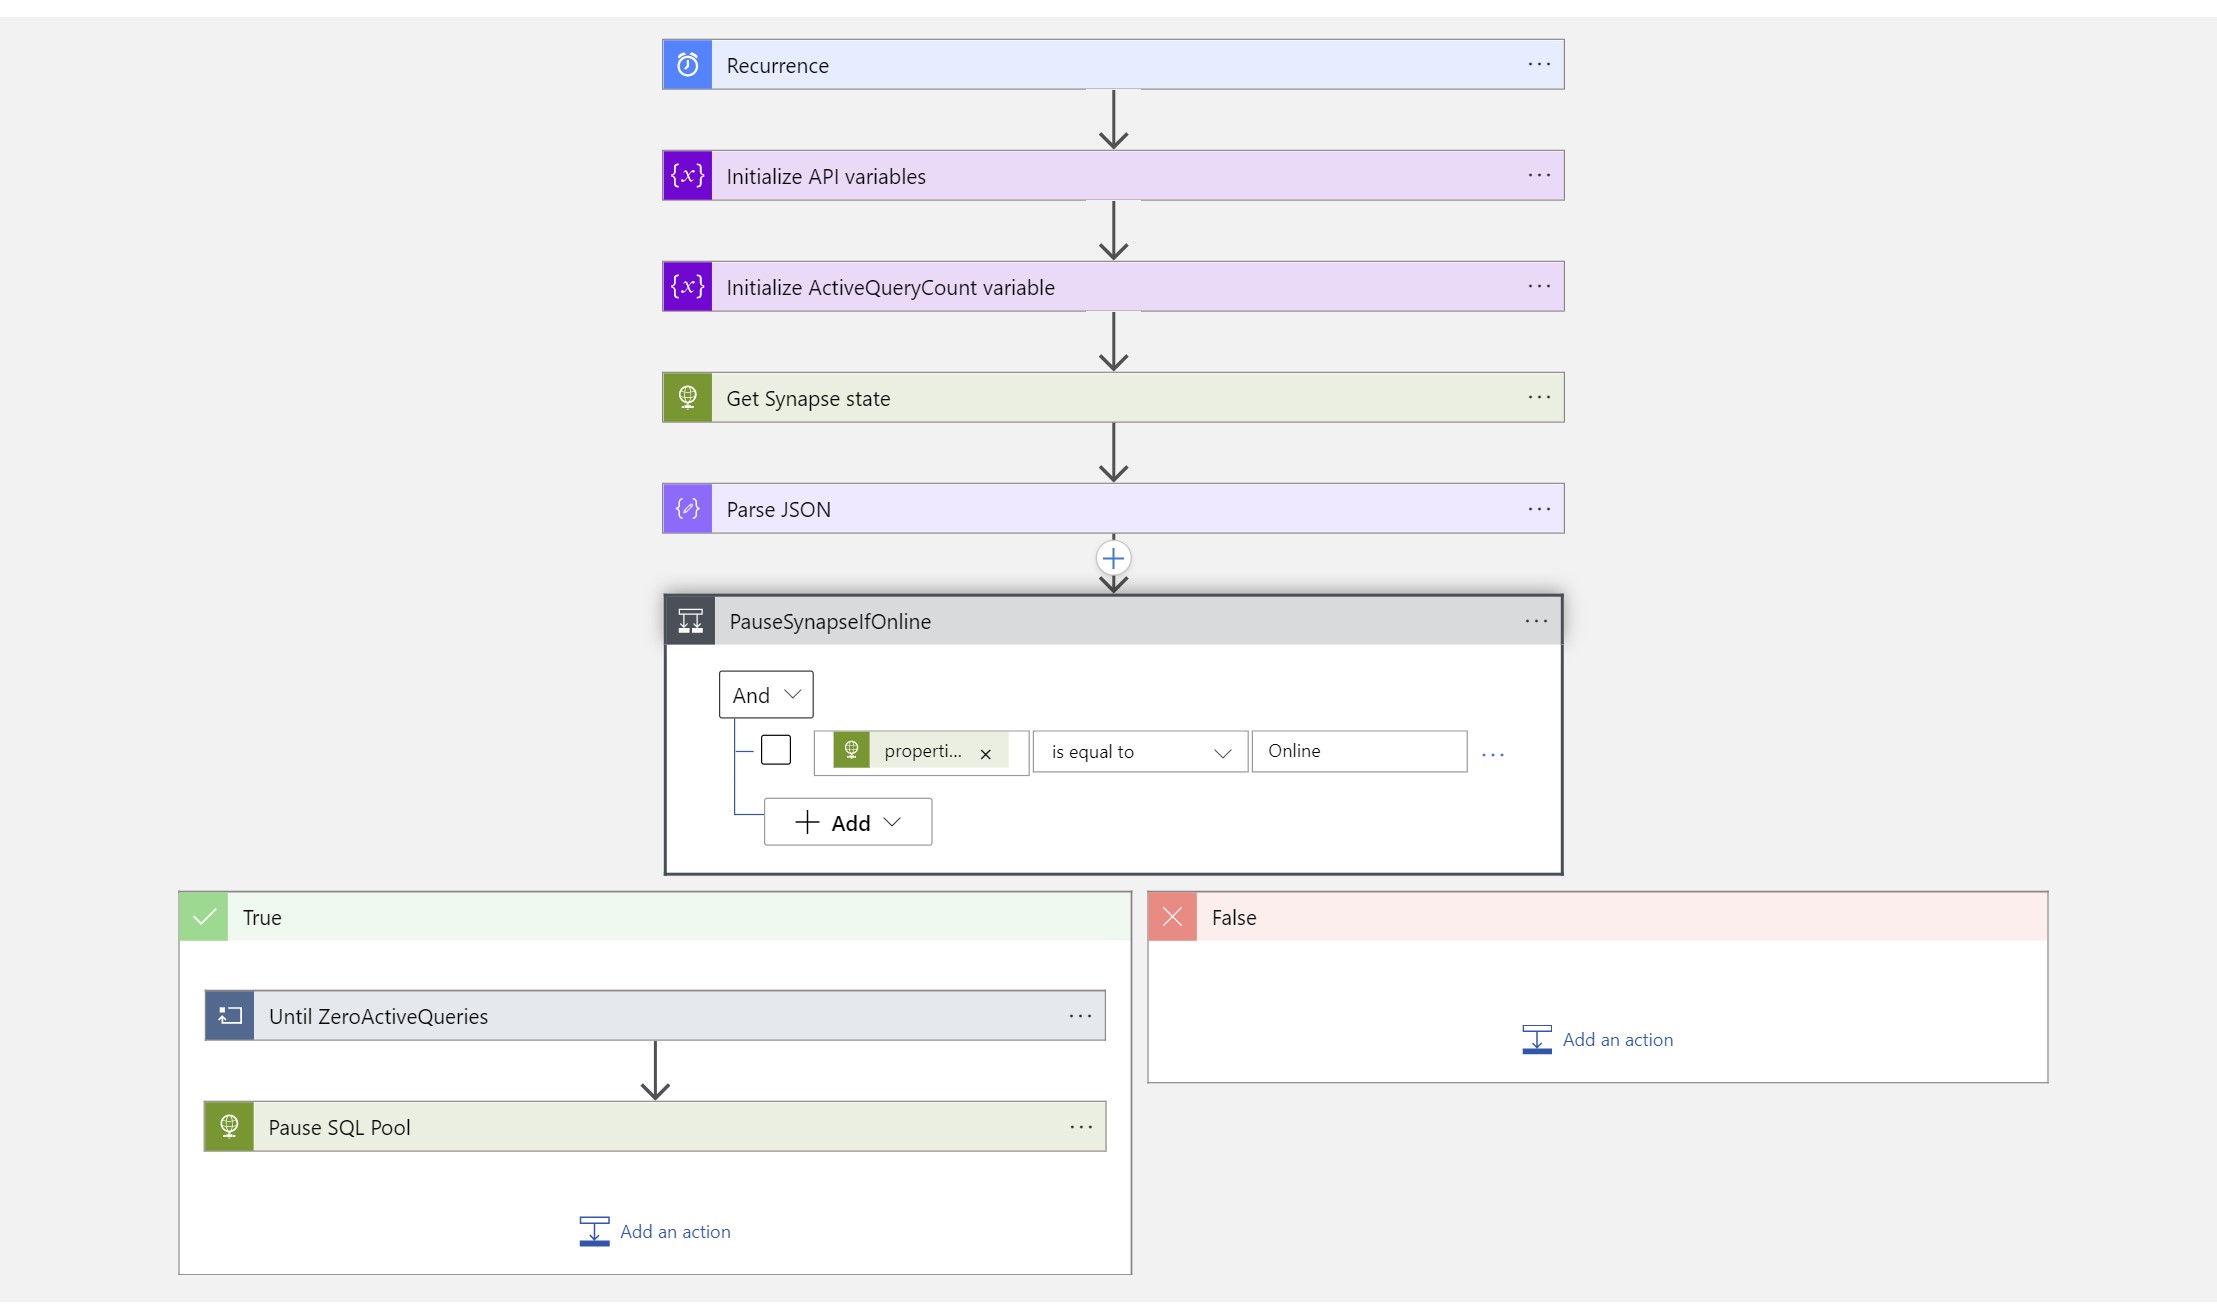 Recurrence
{x} Initialize API variables
{x} Initialize ActiveQueryCount variable
Get Synapse state
Parse JSON
PauseSynapseIfOnline
And
properti... × is equal to Online
Add
True
False
Until ZeroActiveQueries
Add an action
Pause SQL Pool
Add an action